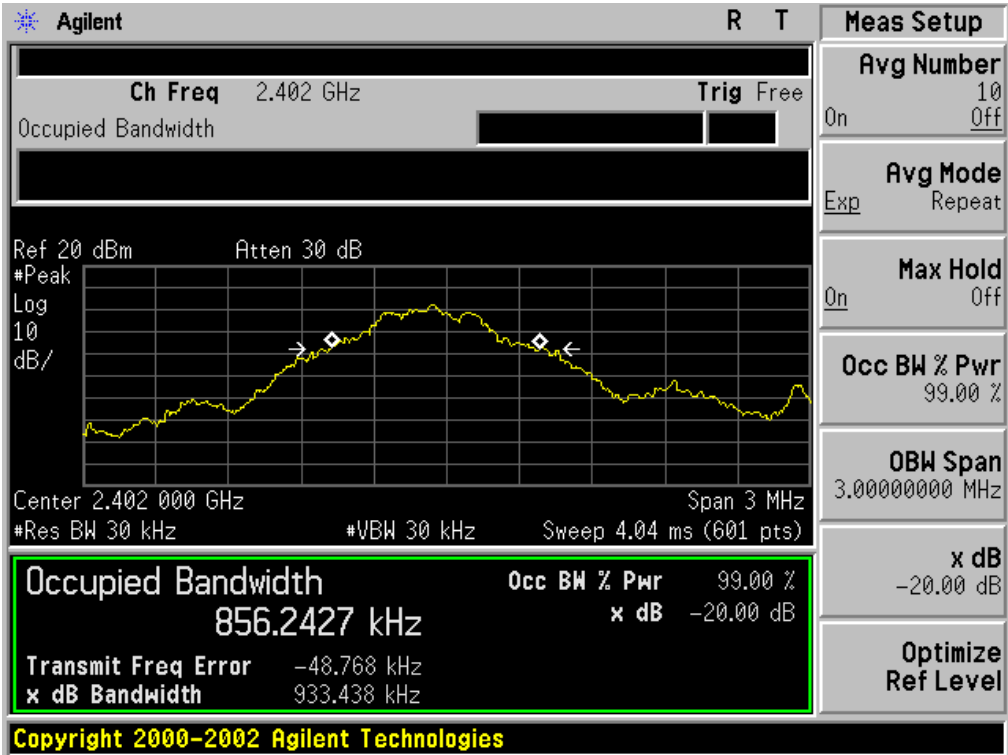 Agilent R T
Ch Freq 2.402 GHz Trig Free
Occupied Bandwidth
Ref 20 dBm Atten 30 dB
#Peak
Log
10
dB/
Center 2.402 000 GHz Span 3 MHz
#Res BW 30 kHz #VBW 30 kHz Sweep 4.04 ms (601 pts)
Occupied Bandwidth
856.2427 kHz
Occ BW % Pwr 99.00 %
x dB -20.00 dB
Transmit Freq Error -48.768 kHz
x dB Bandwidth 933.438 kHz
Copyright 2000-2002 Agilent Technologies
Meas Setup
Avg Number
10
On Off
Avg Mode
Exp Repeat
Max Hold
On Off
Occ BW % Pwr
99.00 %
OBW Span
3.00000000 MHz
x dB
-20.00 dB
Optimize
Ref Level